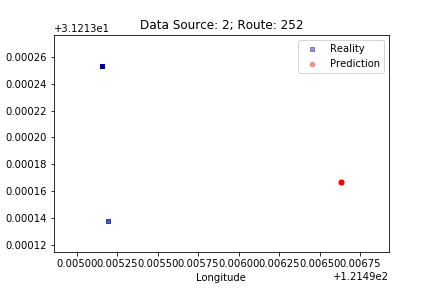 Data Source: 2; Route: 252
+3.1213e1
Reality
Prediction
0.00026
0.00024
0.00022
0.00020
0.00018
0.00016
0.00014
0.00012
0.00500 0.00525 0.00550 0.00575 0.00600 0.00625 0.00650 0.00675
Longitude
+1.2149e2